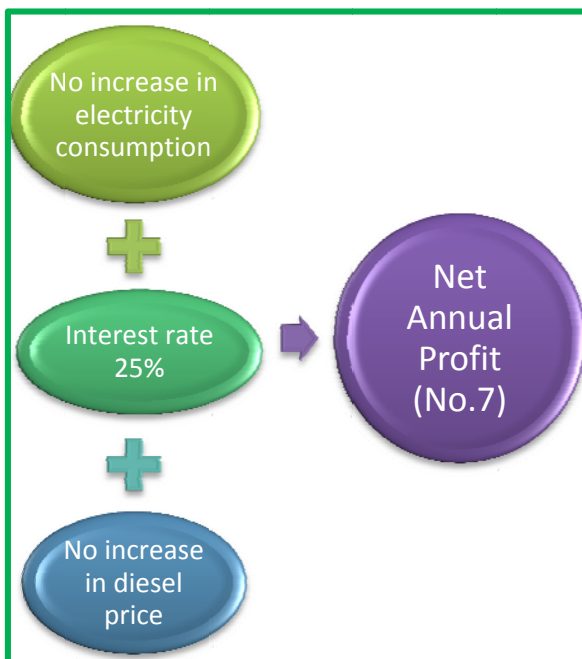 No increase in
electricity
consumption
Interest rate
25%
No increase
in diesel
price
Net
Annual
Profit
(No.7)